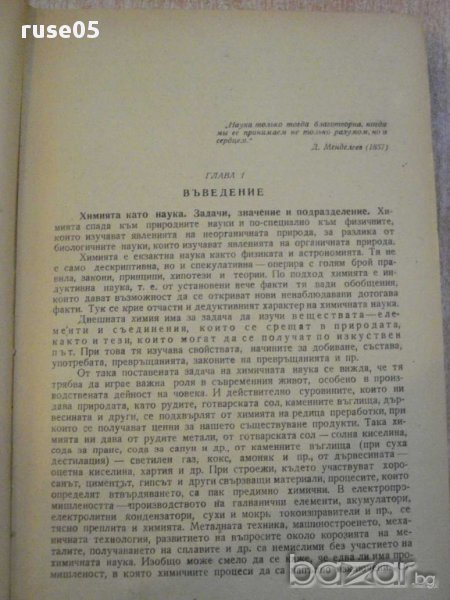 ruse05
„Наука только тогда благотворна, когда
мы ее принимаем не только разумом, но и
сердцем.“
Д. Менделеев (1857)
ГЛАВА 1
ВЪВЕДЕНИЕ
Химията като наука. Задачи, значение и подразделение. Хи-
мията спада към природните науки и по-специално към физичните,
които изучават явленията на неорганичната природа, за разлика от
биологичните науки, които изучават явленията на органичната природа.
Химията е екзактна наука както физиката и астрономията. Тя не
е само дескриптивна, но и спекулативна — оперира с голям брой пра-
вила, закони, принципи, хипотези и теории. По подход химията е ин-
дуктивна наука, т. е. от установени вече факти тя вади обобщения,
които дават възможност да се откриват нови ненаблюдавани дотогава
факти. Тук се крие отчасти и дедуктивният характер на химичната наука.
Днешната химия има за задача да изучи веществата — еле-
менти и съединения, които се срещат в природата,
както и тези, които могат да се получат по изкуствен
път. При това тя изучава свойствата, начините за добиване, състава,
употребата, превръщанията, законите на превръщанията и пр.
От така поставената задача на химичната наука се вижда, че тя
трябва да играе важна роля в съвременния живот, особено в произ-
водствената дейност на човека. И действително суровините, които ни
дава природата, като рудите, готварската сол, каменните въглища, дър-
весината и други, се подхвърлят от химията на редица преработки, при
които се получават ценни за нашето съществуване продукти. Така хи-
мията ни дава от рудите метали, от готварската сол — солна киселина,
сода за пране, сода за сапун и др., от каменните въглища (при суха
дестилация) — светилен газ, кокс, амоняк и пр., от дървесината —
оцетна киселина, хартия и др. При строежи, където участвуват хоро-
санът, циментът, гипсът и други свързващи материали, процесите, които
определят втвърдяването, са пак предимно химични. В електропро-
мишлеността — производството на галванични елементи, акумулатори,
електролитни кондензатори, сухи и мокри токоизправители и пр., се
тясно преплита и химията. Металната техника, машиностроенето, меха-
ничната технология, развитието на въпросите около корозията на ме-
талите, получаването на сплавите и др. са немислими без участието на
химичната наука. Изобщо може смело да се каже, че едва ли има про-
мишленост, в която химичните процеси да са
bazar.бг